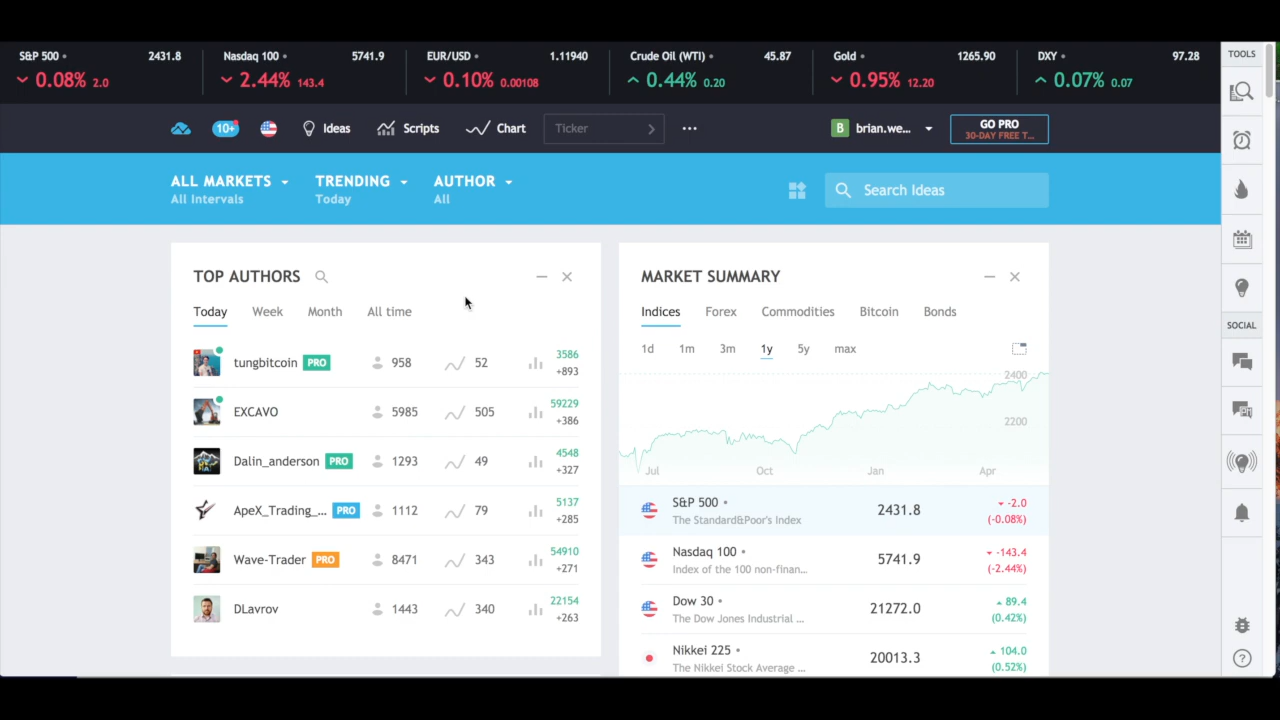 S&P 500 2431.8
0.08% 2.0
Nasdaq 100 5741.9
2.44% 143.4
EUR/USD 1.11940
0.10% 0.00108
Crude Oil (WTI) 45.87
0.44% 0.20
Gold 1265.90
0.95% 12.20
DXY 97.28
0.07% 0.07
TOOLS
10+ Ideas Scripts Chart Ticker B brian.we... GO PRO
30-DAY FREE T...
ALL MARKETS
All Intervals
TRENDING
Today
AUTHOR
All
Search Ideas
TOP AUTHORS
Today Week Month All time
tungbitcoin PRO 958 52 3586
+893
EXCAVO 5985 505 59229
+386
Dalin_anderson PRO 1293 49 4548
+327
ApeX_Trading_... PRO 1112 79 5137
+285
Wave-Trader PRO 8471 343 54910
+271
DLavrov 1443 340 22154
+263
MARKET SUMMARY
Indices Forex Commodities Bitcoin Bonds
1d 1m 3m 1y 5y max
2400
2200
Jul Oct Jan Apr
S&P 500 2431.8 -2.0
The Standard&Poor's Index (-0.08%)
Nasdaq 100 5741.9 -143.4
Index of the 100 non-finan... (-2.44%)
Dow 30 21272.0 89.4
The Dow Jones Industrial ... (0.42%)
Nikkei 225 20013.3 104.0
The Nikkei Stock Average ... (0.52%)
SOCIAL